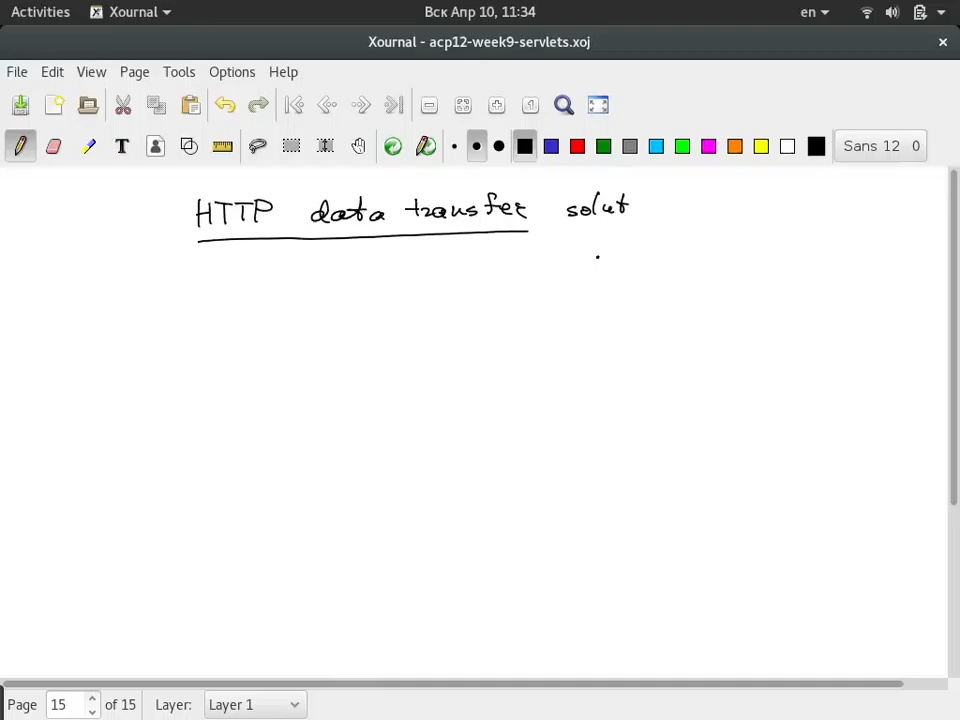 Activities Xournal Вск Апр 10, 11:34 en
Xournal - acp12-week9-servlets.xoj
File Edit View Page Tools Options Help
Sans 12 0
HTTP data transfer solut
Page 15 of 15 Layer: Layer 1